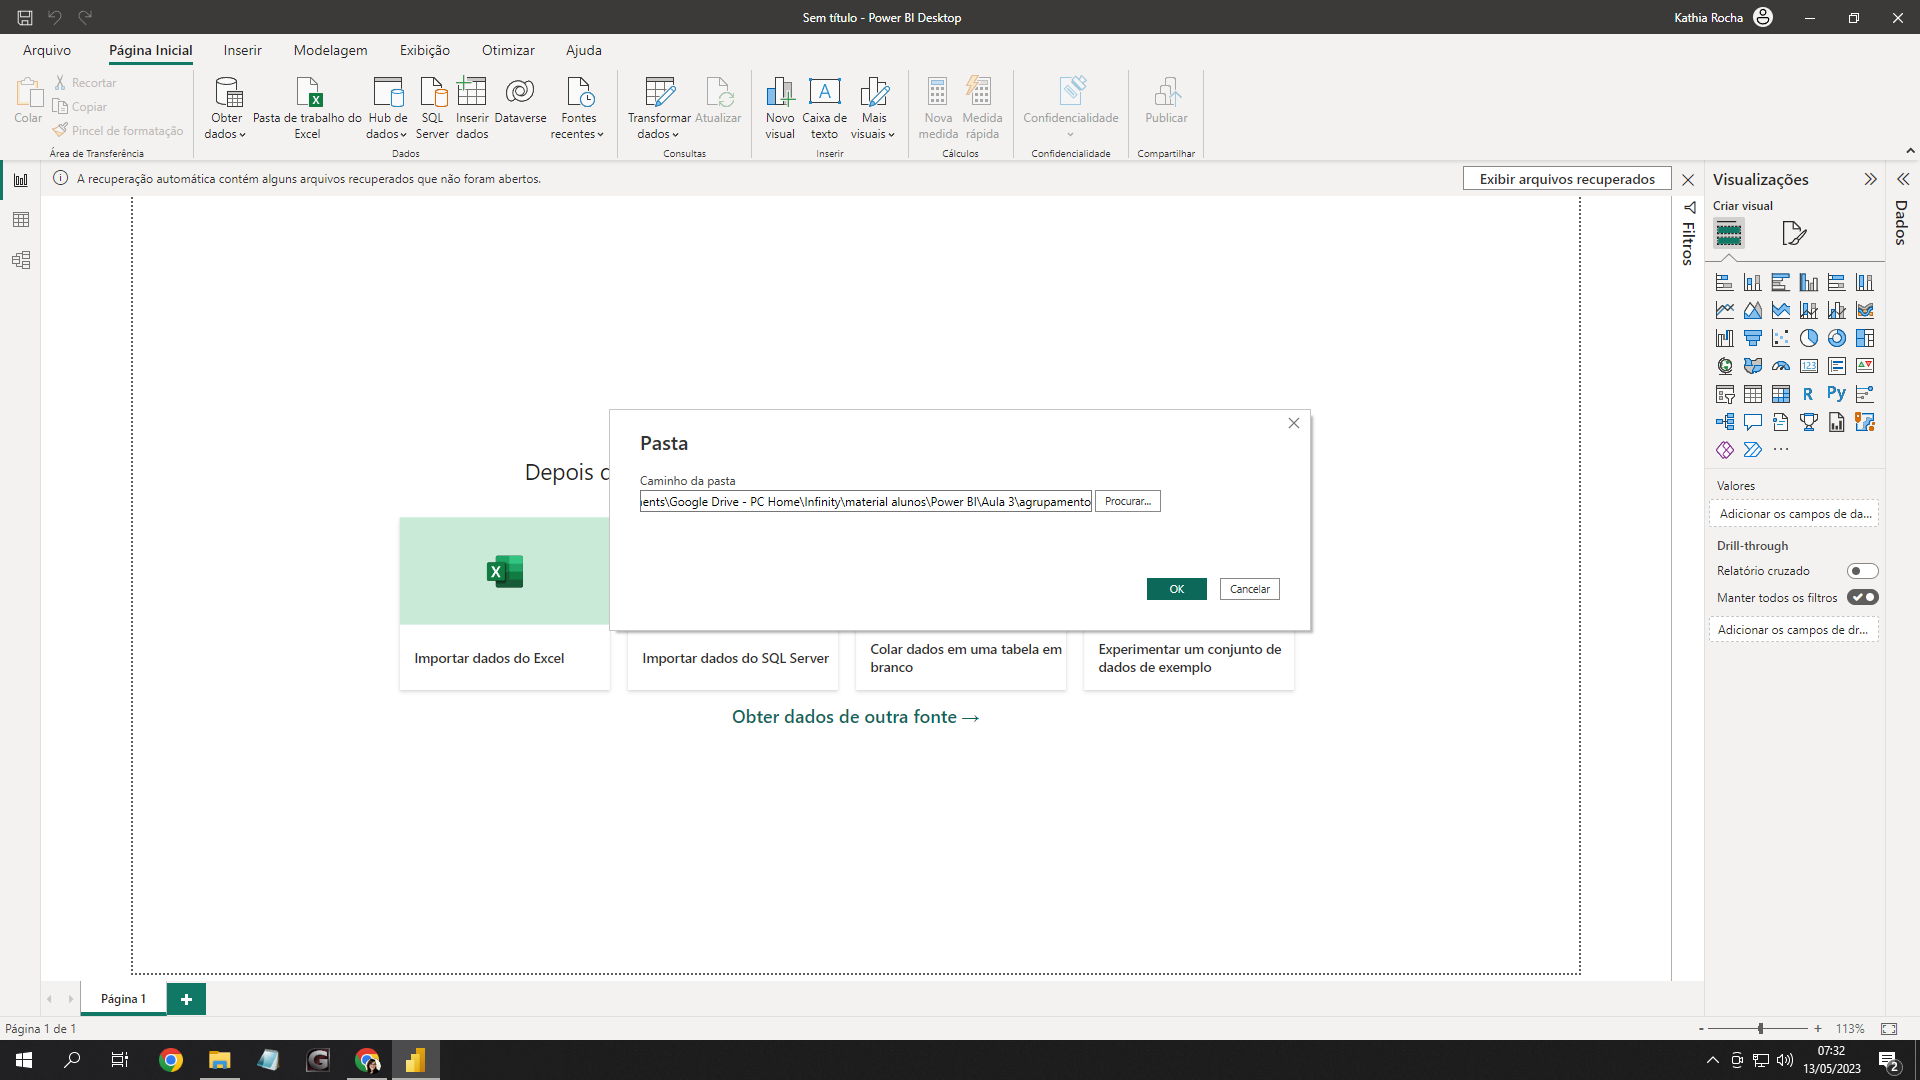 Sem título - Power BI Desktop
Kathia Rocha
Arquivo
Página Inicial
Inserir
Modelagem
Exibição
Otimizar
Ajuda
Colar
Recortar
Copiar
Pincel de formatação
Área de Transferência
Obter
dados
Pasta de trabalho do
Excel
Hub de
dados
SQL
Server
Inserir
dados
Dataverse
Fontes
recentes
Dados
Transformar
dados
Atualizar
Consultas
Novo
visual
Caixa de
texto
Mais
visuais
Inserir
Nova
medida
Medida
rápida
Cálculos
Confidencialidade
Confidencialidade
Publicar
Compartilhar
A recuperação automática contém alguns arquivos recuperados que não foram abertos.
Exibir arquivos recuperados
Filtros
Visualizações
Criar visual
Dados
123
R
Py
Valores
Adicionar os campos de da...
Drill-through
Relatório cruzado
Manter todos os filtros
Adicionar os campos de dr...
Depois
Pasta
Caminho da pasta
ents\Google Drive - PC Home\Infinity\material alunos\Power BI\Aula 3\agrupamento
Procurar...
OK
Cancelar
Importar dados do Excel
Importar dados do SQL Server
Colar dados em uma tabela em
branco
Experimentar um conjunto de
dados de exemplo
Obter dados de outra fonte →
Página 1
Página 1 de 1
- + 113%
07:32
13/05/2023
2